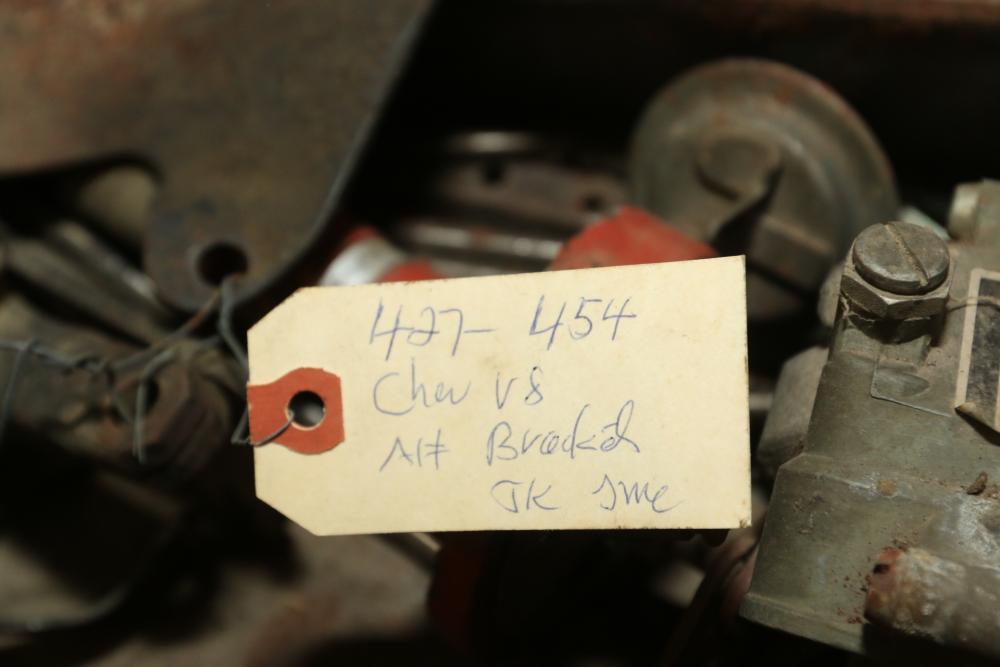 427- 454
Chev V8
Alt Bracket